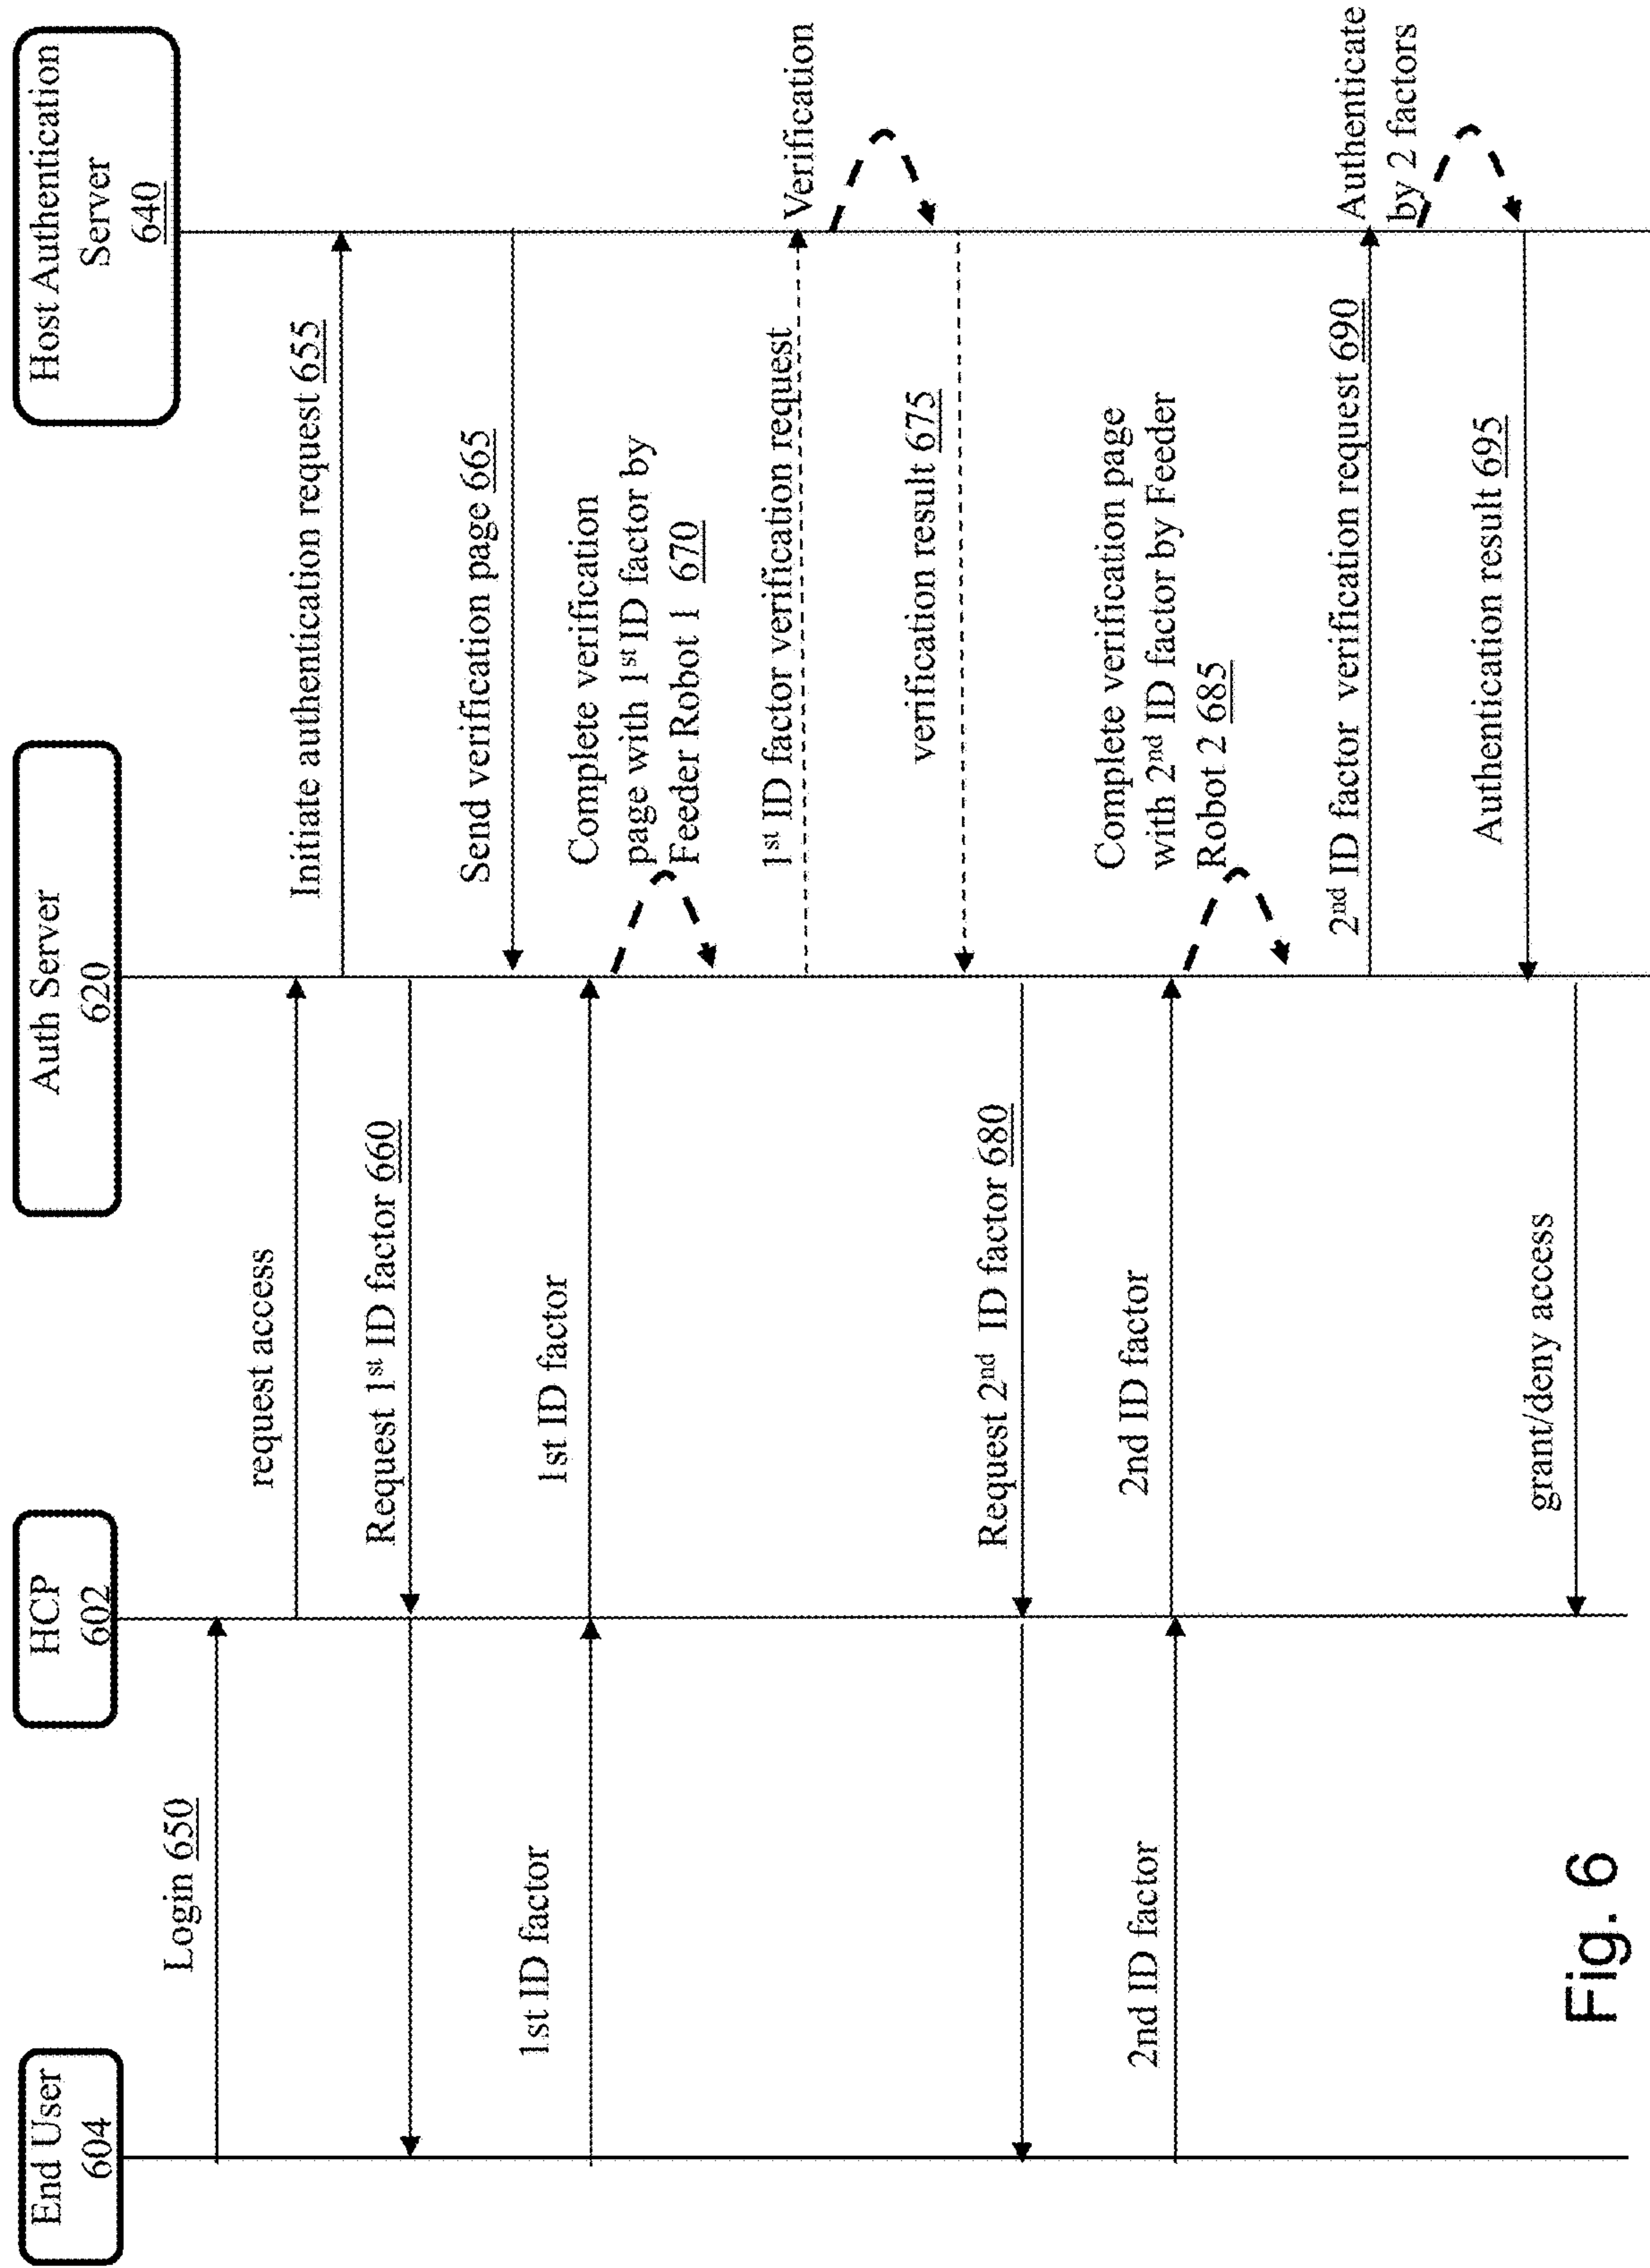 End User
604
HCP
602
Auth Server
620
Host Authentication
Server
640
Login 650
request access
Initiate authentication request 655
Request 1st ID factor 660
Send verification page 665
1st ID factor
1st ID factor
Complete verification
page with 1st ID factor by
Feeder Robot 1 670
1st ID factor verification request
Verification
verification result 675
Request 2nd ID factor 680
2nd ID factor
2nd ID factor
Complete verification page
with 2nd ID factor by Feeder
Robot 2 685
2nd ID factor verification request 690
Authenticate
by 2 factors
Authentication result 695
grant/deny access
Fig. 6